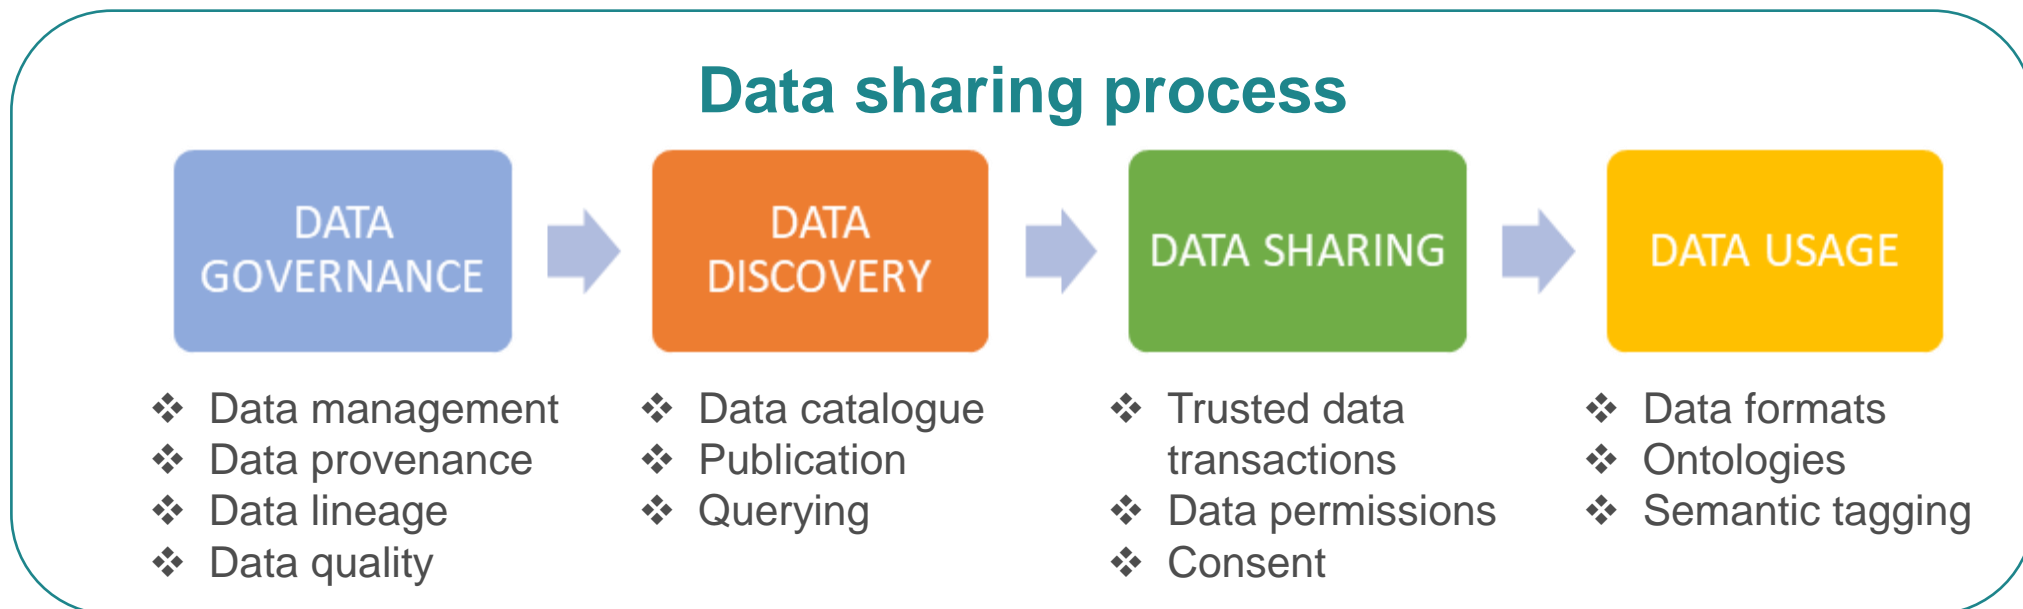 Data sharing process
DATA
GOVERNANCE
DATA
DISCOVERY
DATA SHARING
DATA USAGE
❖ Data management
❖ Data provenance
❖ Data lineage
❖ Data quality
❖ Data catalogue
❖ Publication
❖ Querying
❖ Trusted data
transactions
❖ Data permissions
❖ Consent
❖ Data formats
❖ Ontologies
❖ Semantic tagging